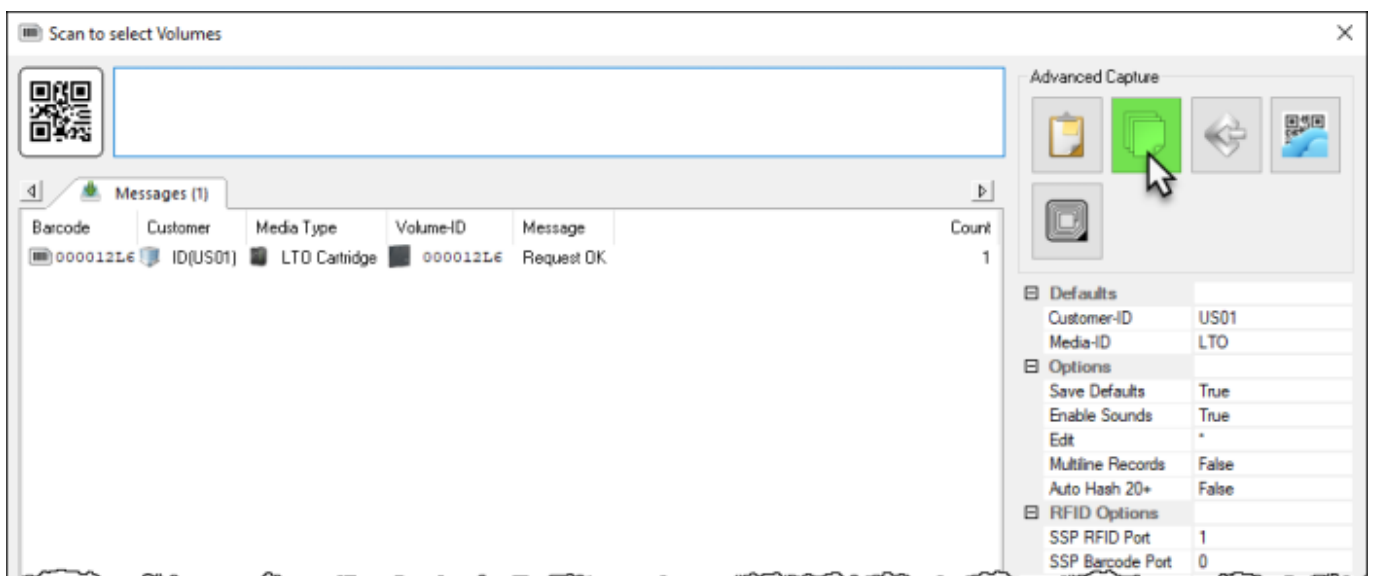 Scan to select Volumes
Advanced Capture
Messages (1)
Barcode Customer Media Type Volume-ID Message Count
000012L6 ID(US01) LTO Cartridge 000012L6 Request OK 1
Defaults
Customer-ID US01
Media-ID LTO
Options
Save Defaults True
Enable Sounds True
Edit *
Multiline Records False
Auto Hash 20+ False
RFID Options
SSP RFID Port 1
SSP Barcode Port 0